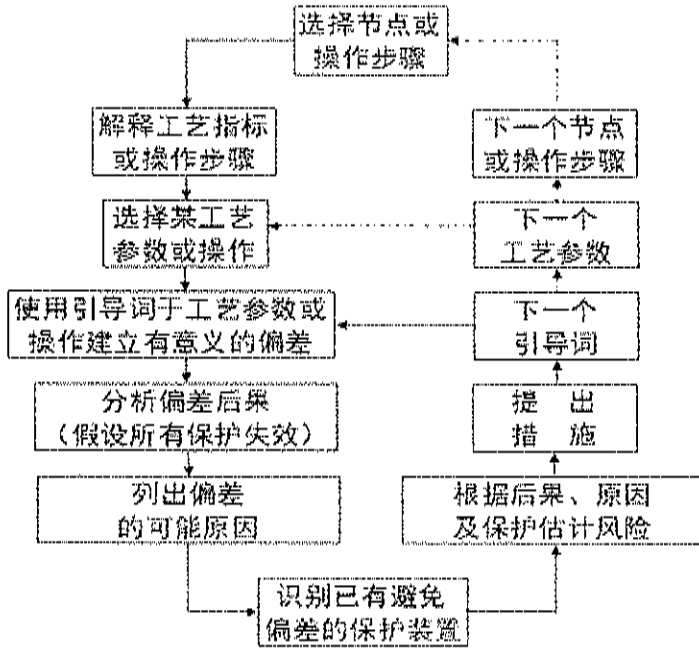 选择节点或
操作步骤
解释工艺指标
或操作步骤
下一个节点
或操作步骤
选择某工艺
参数或操作
下一个
工艺参数
使用引导词于工艺参数或
操作建立有意义的偏差
下一个
引导词
分析偏差后果
（假设所有保护失效）
提 出
措 施
列出偏差
的可能原因
根据后果、原因
及保护估计风险
识别已有避免
偏差的保护装置